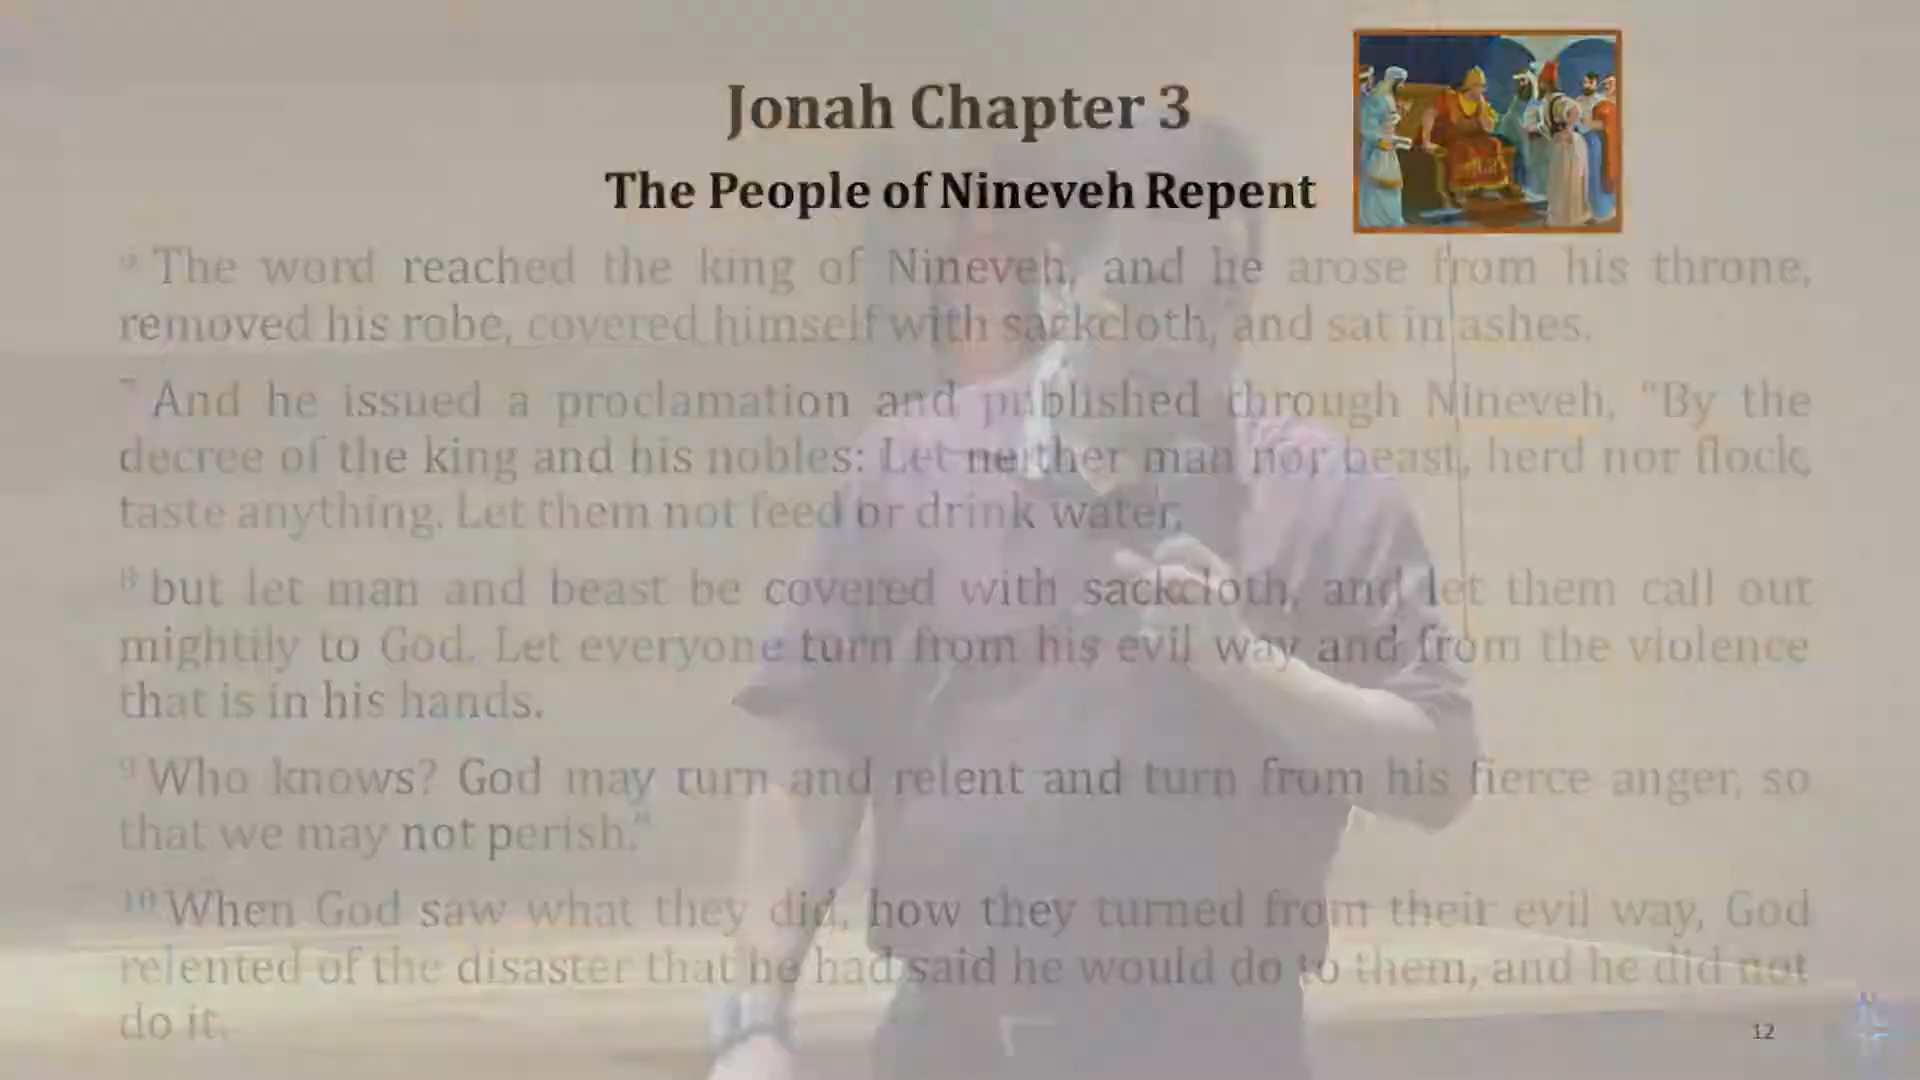 Jonah Chapter 3
The People of Nineveh Repent
6 The word reached the king of Nineveh, and he arose from his throne,
removed his robe, covered himself with sackcloth, and sat in ashes.
7 And he issued a proclamation and published through Nineveh, “By the
decree of the king and his nobles: Let neither man nor beast, herd nor flock,
taste anything. Let them not feed or drink water,
8 but let man and beast be covered with sackcloth, and let them call out
mightily to God. Let everyone turn from his evil way and from the violence
that is in his hands.
9 Who knows? God may turn and relent and turn from his fierce anger, so
that we may not perish.”
10 When God saw what they did, how they turned from their evil way, God
relented of the disaster that he had said he would do to them, and he did not
do it.
12